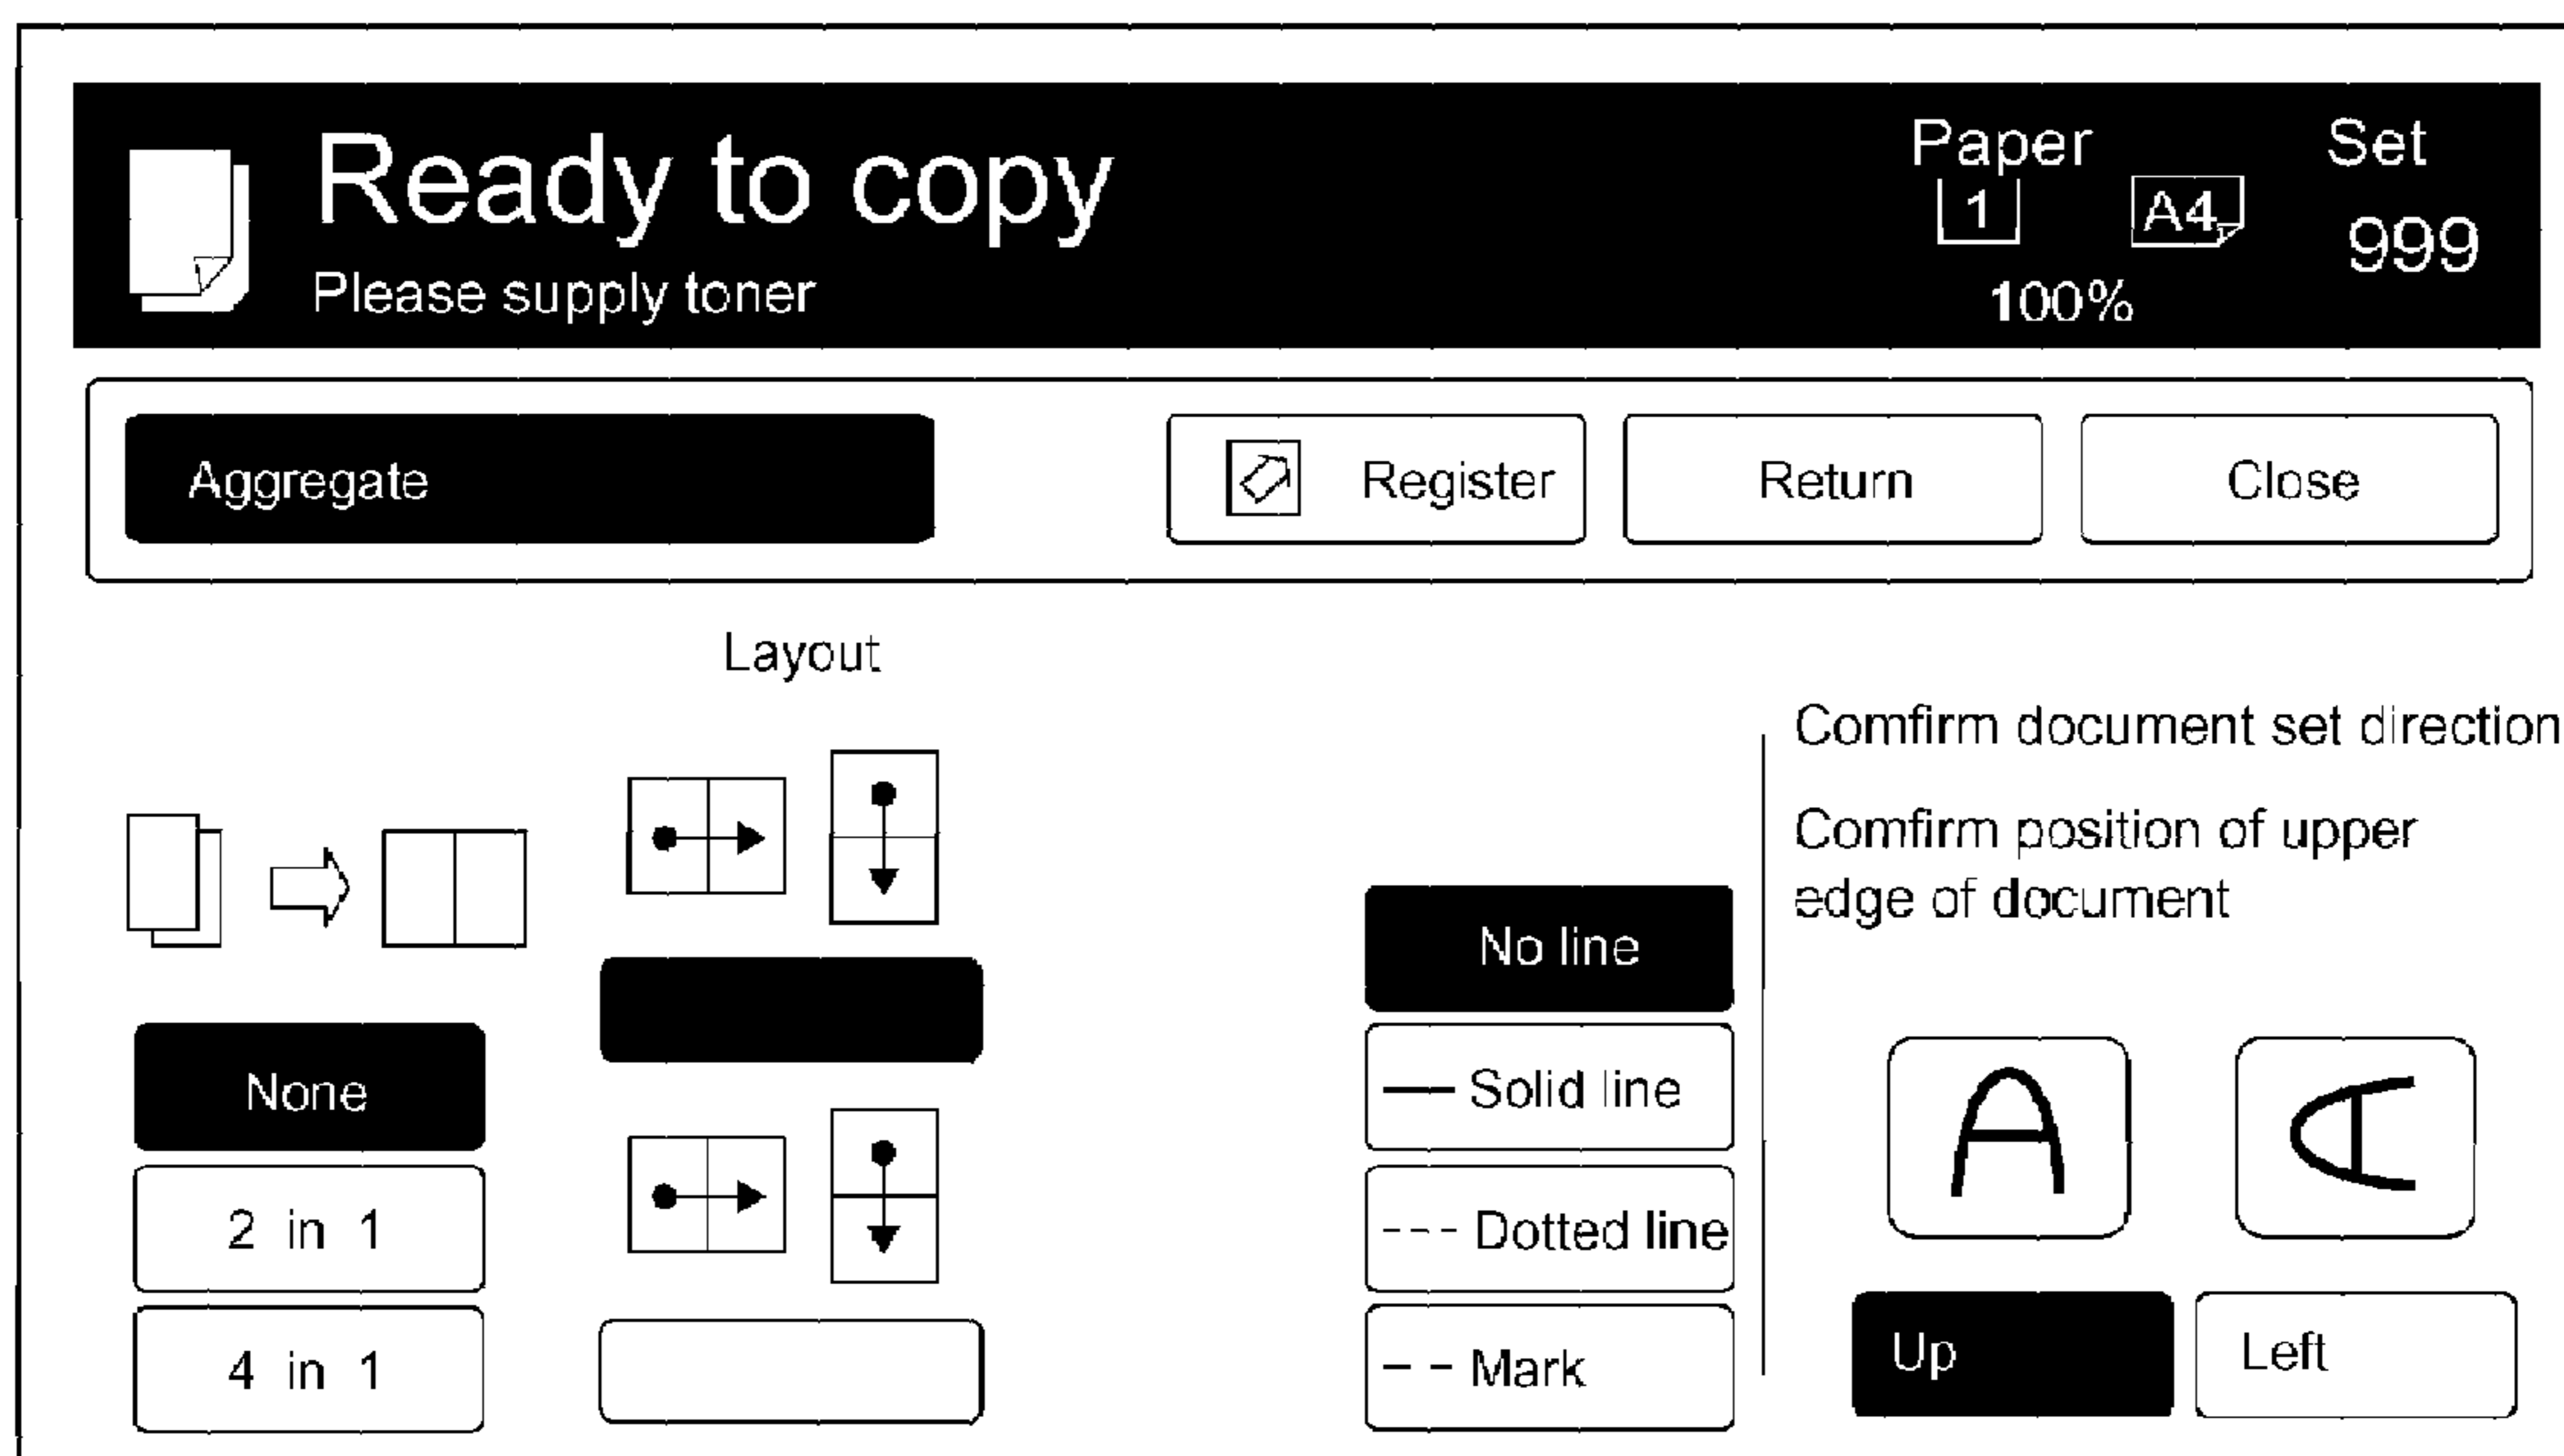 Ready to copy
Please supply toner
Paper
Set
1
A4
999
100%
Aggregate
Register
Return
Close
Layout
None
2 in 1
4 in 1
No line
Solid line
Dotted line
Mark
Comfirm document set direction
Comfirm position of upper
edge of document
A
A
Up
Left